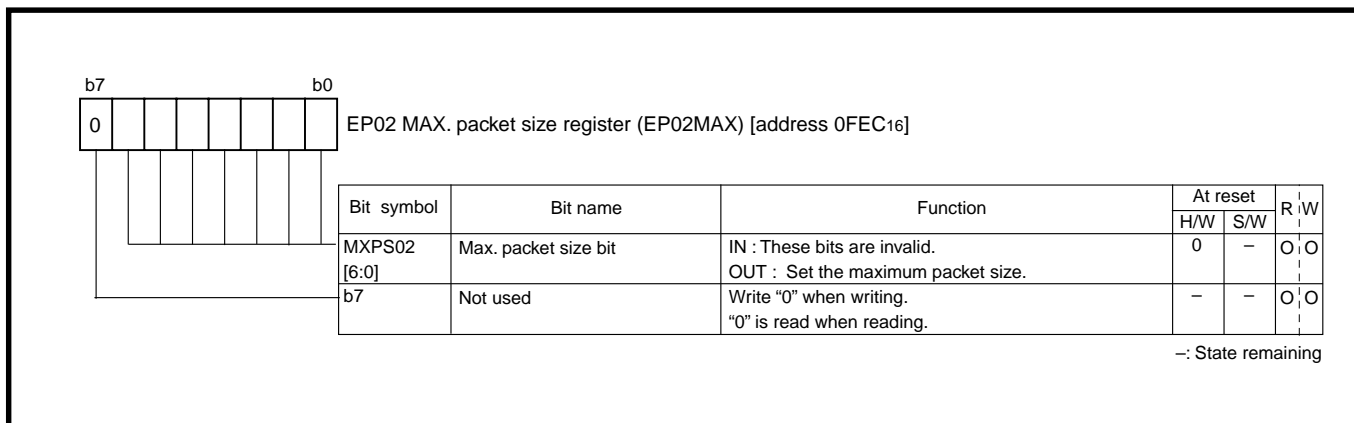 b7 b0
0
EP02 MAX. packet size register (EP02MAX) [address 0FEC16]
Bit symbol Bit name Function At reset R W
H/W S/W
MXPS02 Max. packet size bit IN : These bits are invalid. 0 – O O
[6:0] OUT : Set the maximum packet size.
b7 Not used Write “0” when writing. – – O O
“0” is read when reading.
–: State remaining